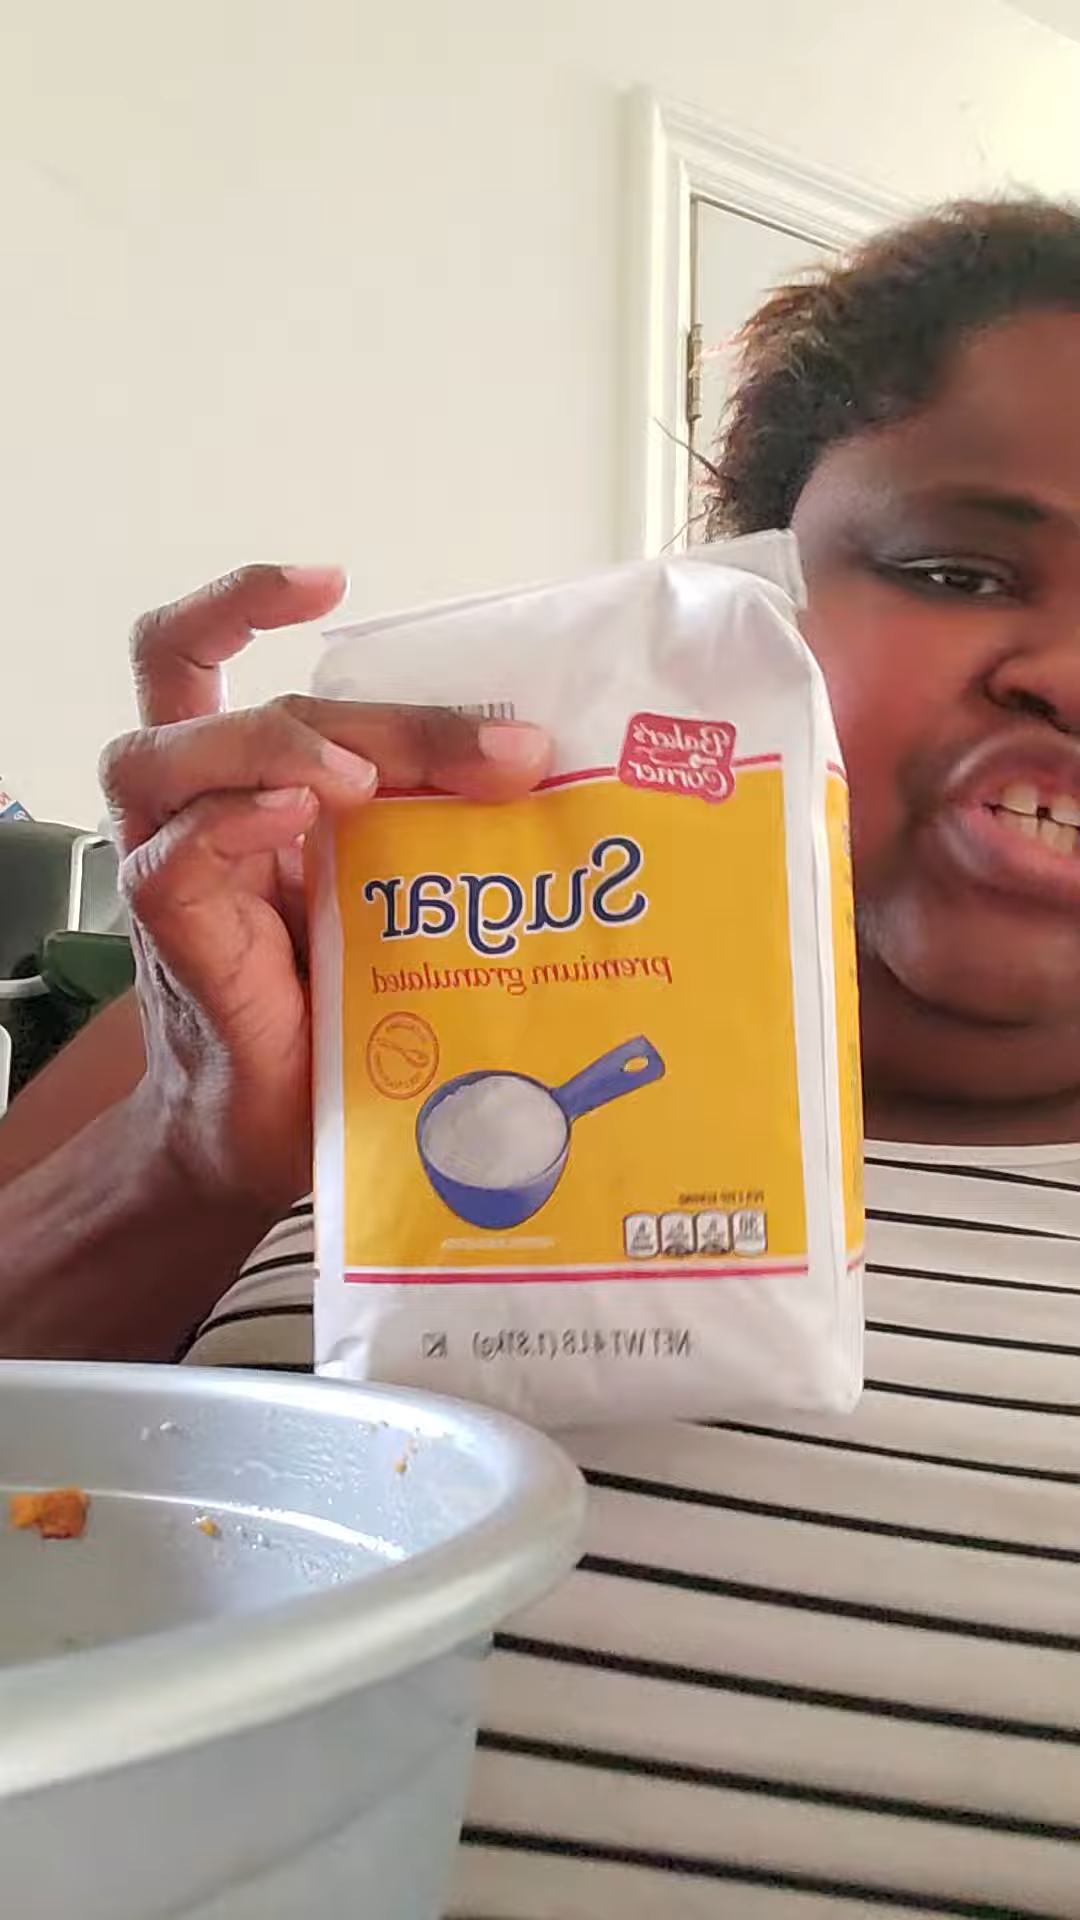 Baker's
Corner
Sugar
premium granulated
NET WT 4 LB (1.81kg)
K